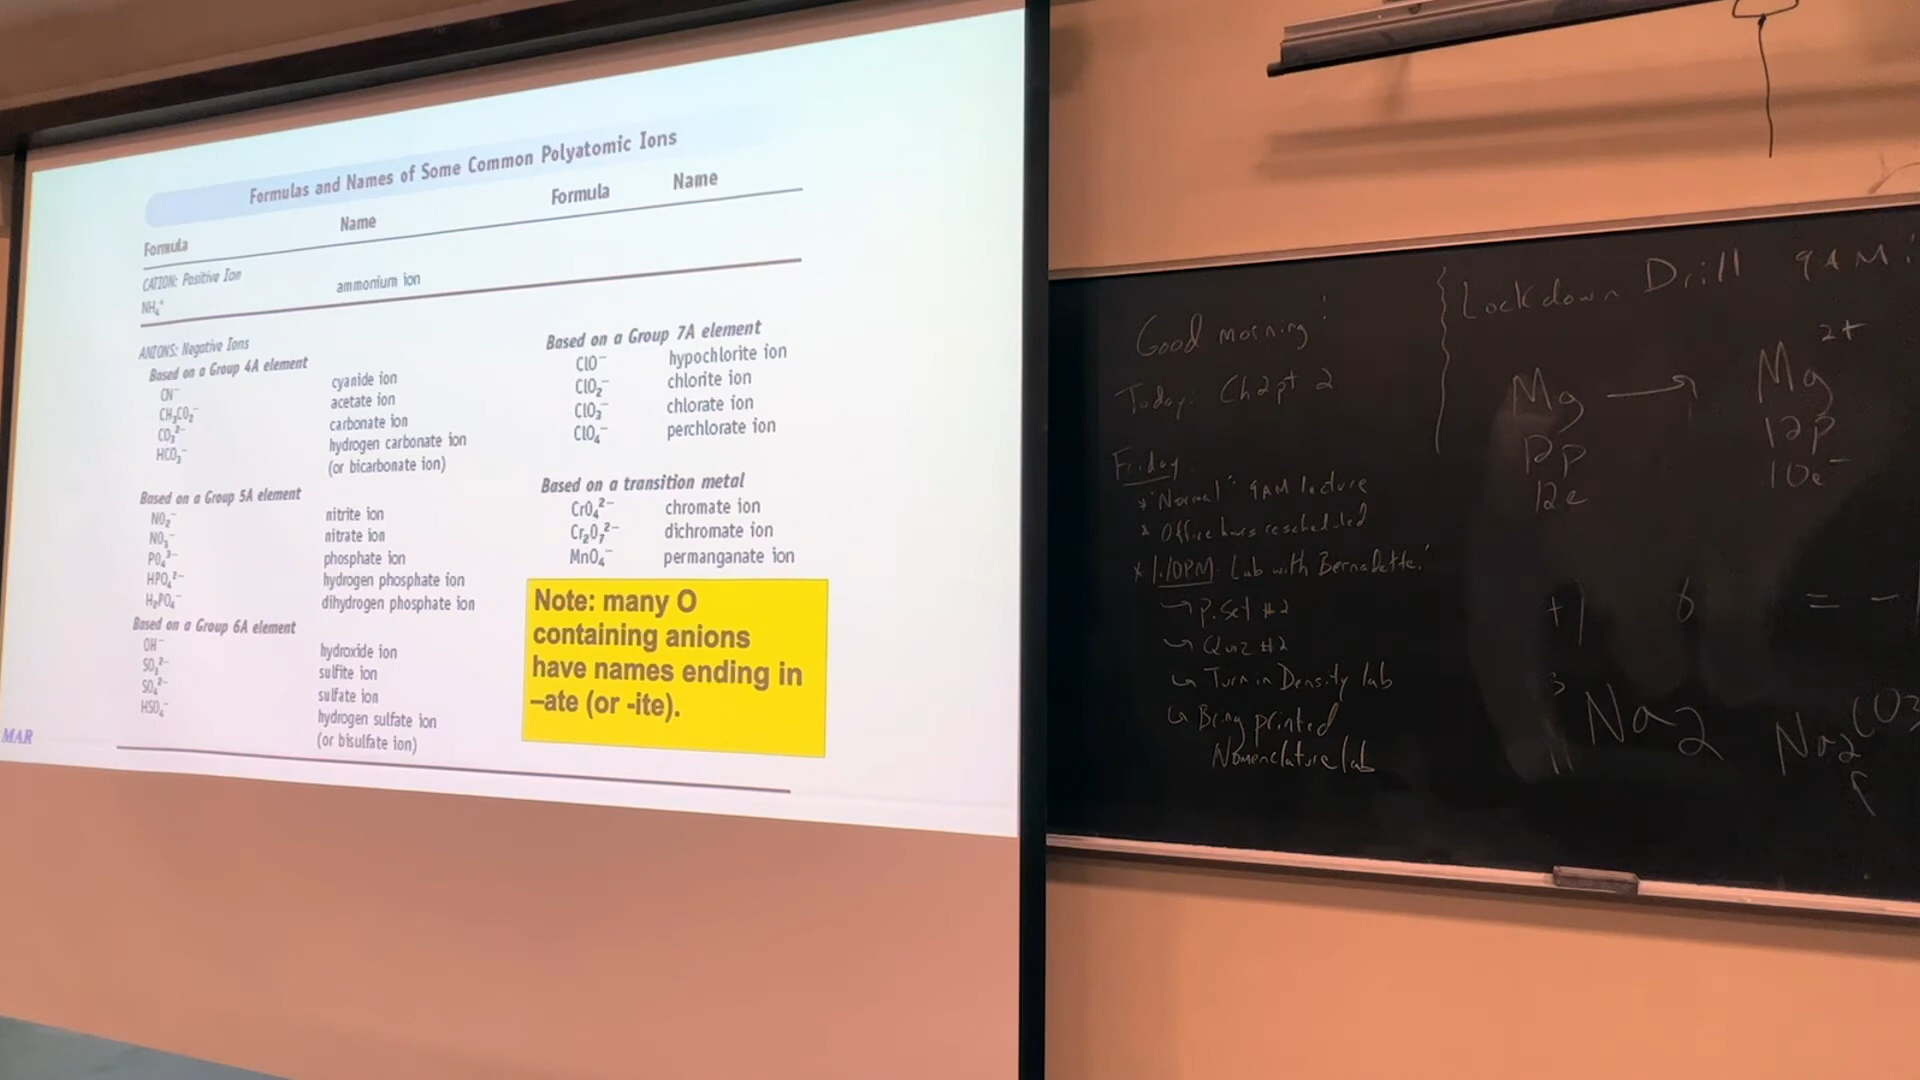 Formulas and Names of Some Common Polyatomic Ions
Formula Name Formula Name
CATION: Positive Ion
NH₄⁺ ammonium ion
ANIONS: Negative Ions
Based on a Group 4A element
CN⁻ cyanide ion
CH₃CO₂⁻ acetate ion
CO₃²⁻ carbonate ion
HCO₃⁻ hydrogen carbonate ion
(or bicarbonate ion)
Based on a Group 5A element
NO₂⁻ nitrite ion
NO₃⁻ nitrate ion
PO₄³⁻ phosphate ion
HPO₄²⁻ hydrogen phosphate ion
H₂PO₄⁻ dihydrogen phosphate ion
Based on a Group 6A element
OH⁻ hydroxide ion
SO₃²⁻ sulfite ion
SO₄²⁻ sulfate ion
HSO₄⁻ hydrogen sulfate ion
(or bisulfate ion)
Based on a Group 7A element
ClO⁻ hypochlorite ion
ClO₂⁻ chlorite ion
ClO₃⁻ chlorate ion
ClO₄⁻ perchlorate ion
Based on a transition metal
CrO₄²⁻ chromate ion
Cr₂O₇²⁻ dichromate ion
MnO₄⁻ permanganate ion
Note: many O
containing anions
have names ending in
–ate (or -ite).
MAR
Good morning!
Today: Chapt 2
Friday
* "Normal" 9AM lecture
* Office hours rescheduled
* 1:10PM Lab with Bernadette!
→ P. Set #2
↳ Quiz #2
↳ Turn in Density lab
↳ Bring printed
Nomenclature lab
Lockdown Drill 9AM!
Mg → Mg²⁺
12p 12p
12e 10e⁻
+1 6 = -1
Na₂ Na₂CO₃